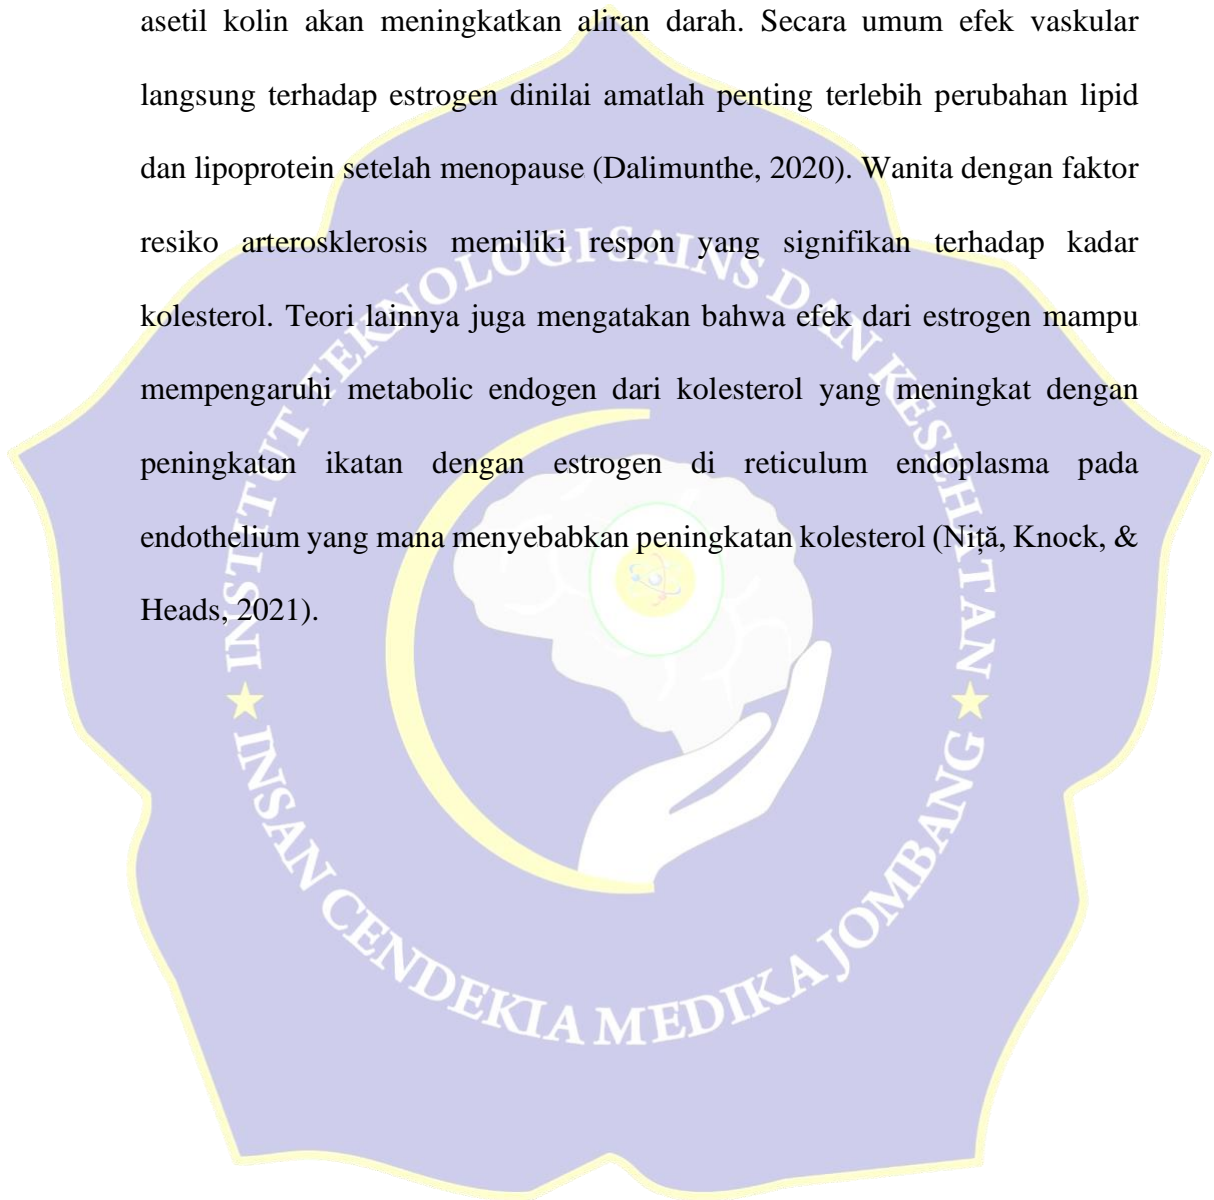 asetil kolin akan meningkatkan aliran darah. Secara umum efek vaskular
langsung terhadap estrogen dinilai amatlah penting terlebih perubahan lipid
dan lipoprotein setelah menopause (Dalimunthe, 2020). Wanita dengan faktor
resiko arterosklerosis memiliki respon yang signifikan terhadap kadar
kolesterol. Teori lainnya juga mengatakan bahwa efek dari estrogen mampu
mempengaruhi metabolic endogen dari kolesterol yang meningkat dengan
peningkatan ikatan dengan estrogen di reticulum endoplasma pada
endothelium yang mana menyebabkan peningkatan kolesterol (Niță, Knock, &
Heads, 2021).
INSTITUT TEKNOLOGI SAINS DAN KESEHATAN
INSAN CENDEKIA MEDIKA JOMBANG